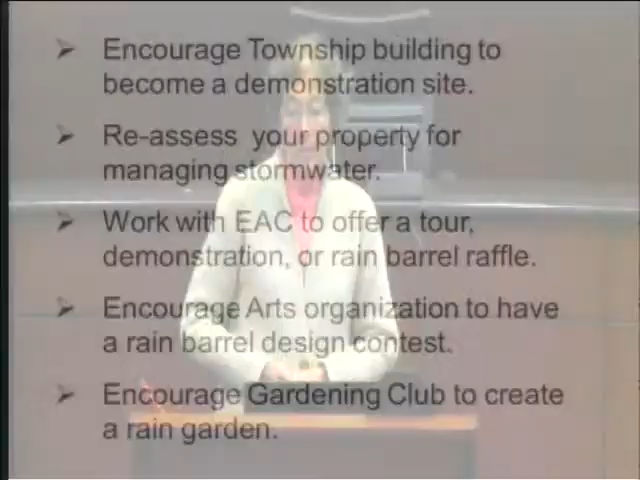 Encourage Township building to
become a demonstration site.
Re-assess your property for
managing stormwater.
Work with EAC to offer a tour,
demonstration, or rain barrel raffle.
Encourage Arts organization to have
a rain barrel design contest.
Encourage Gardening Club to create
a rain garden.